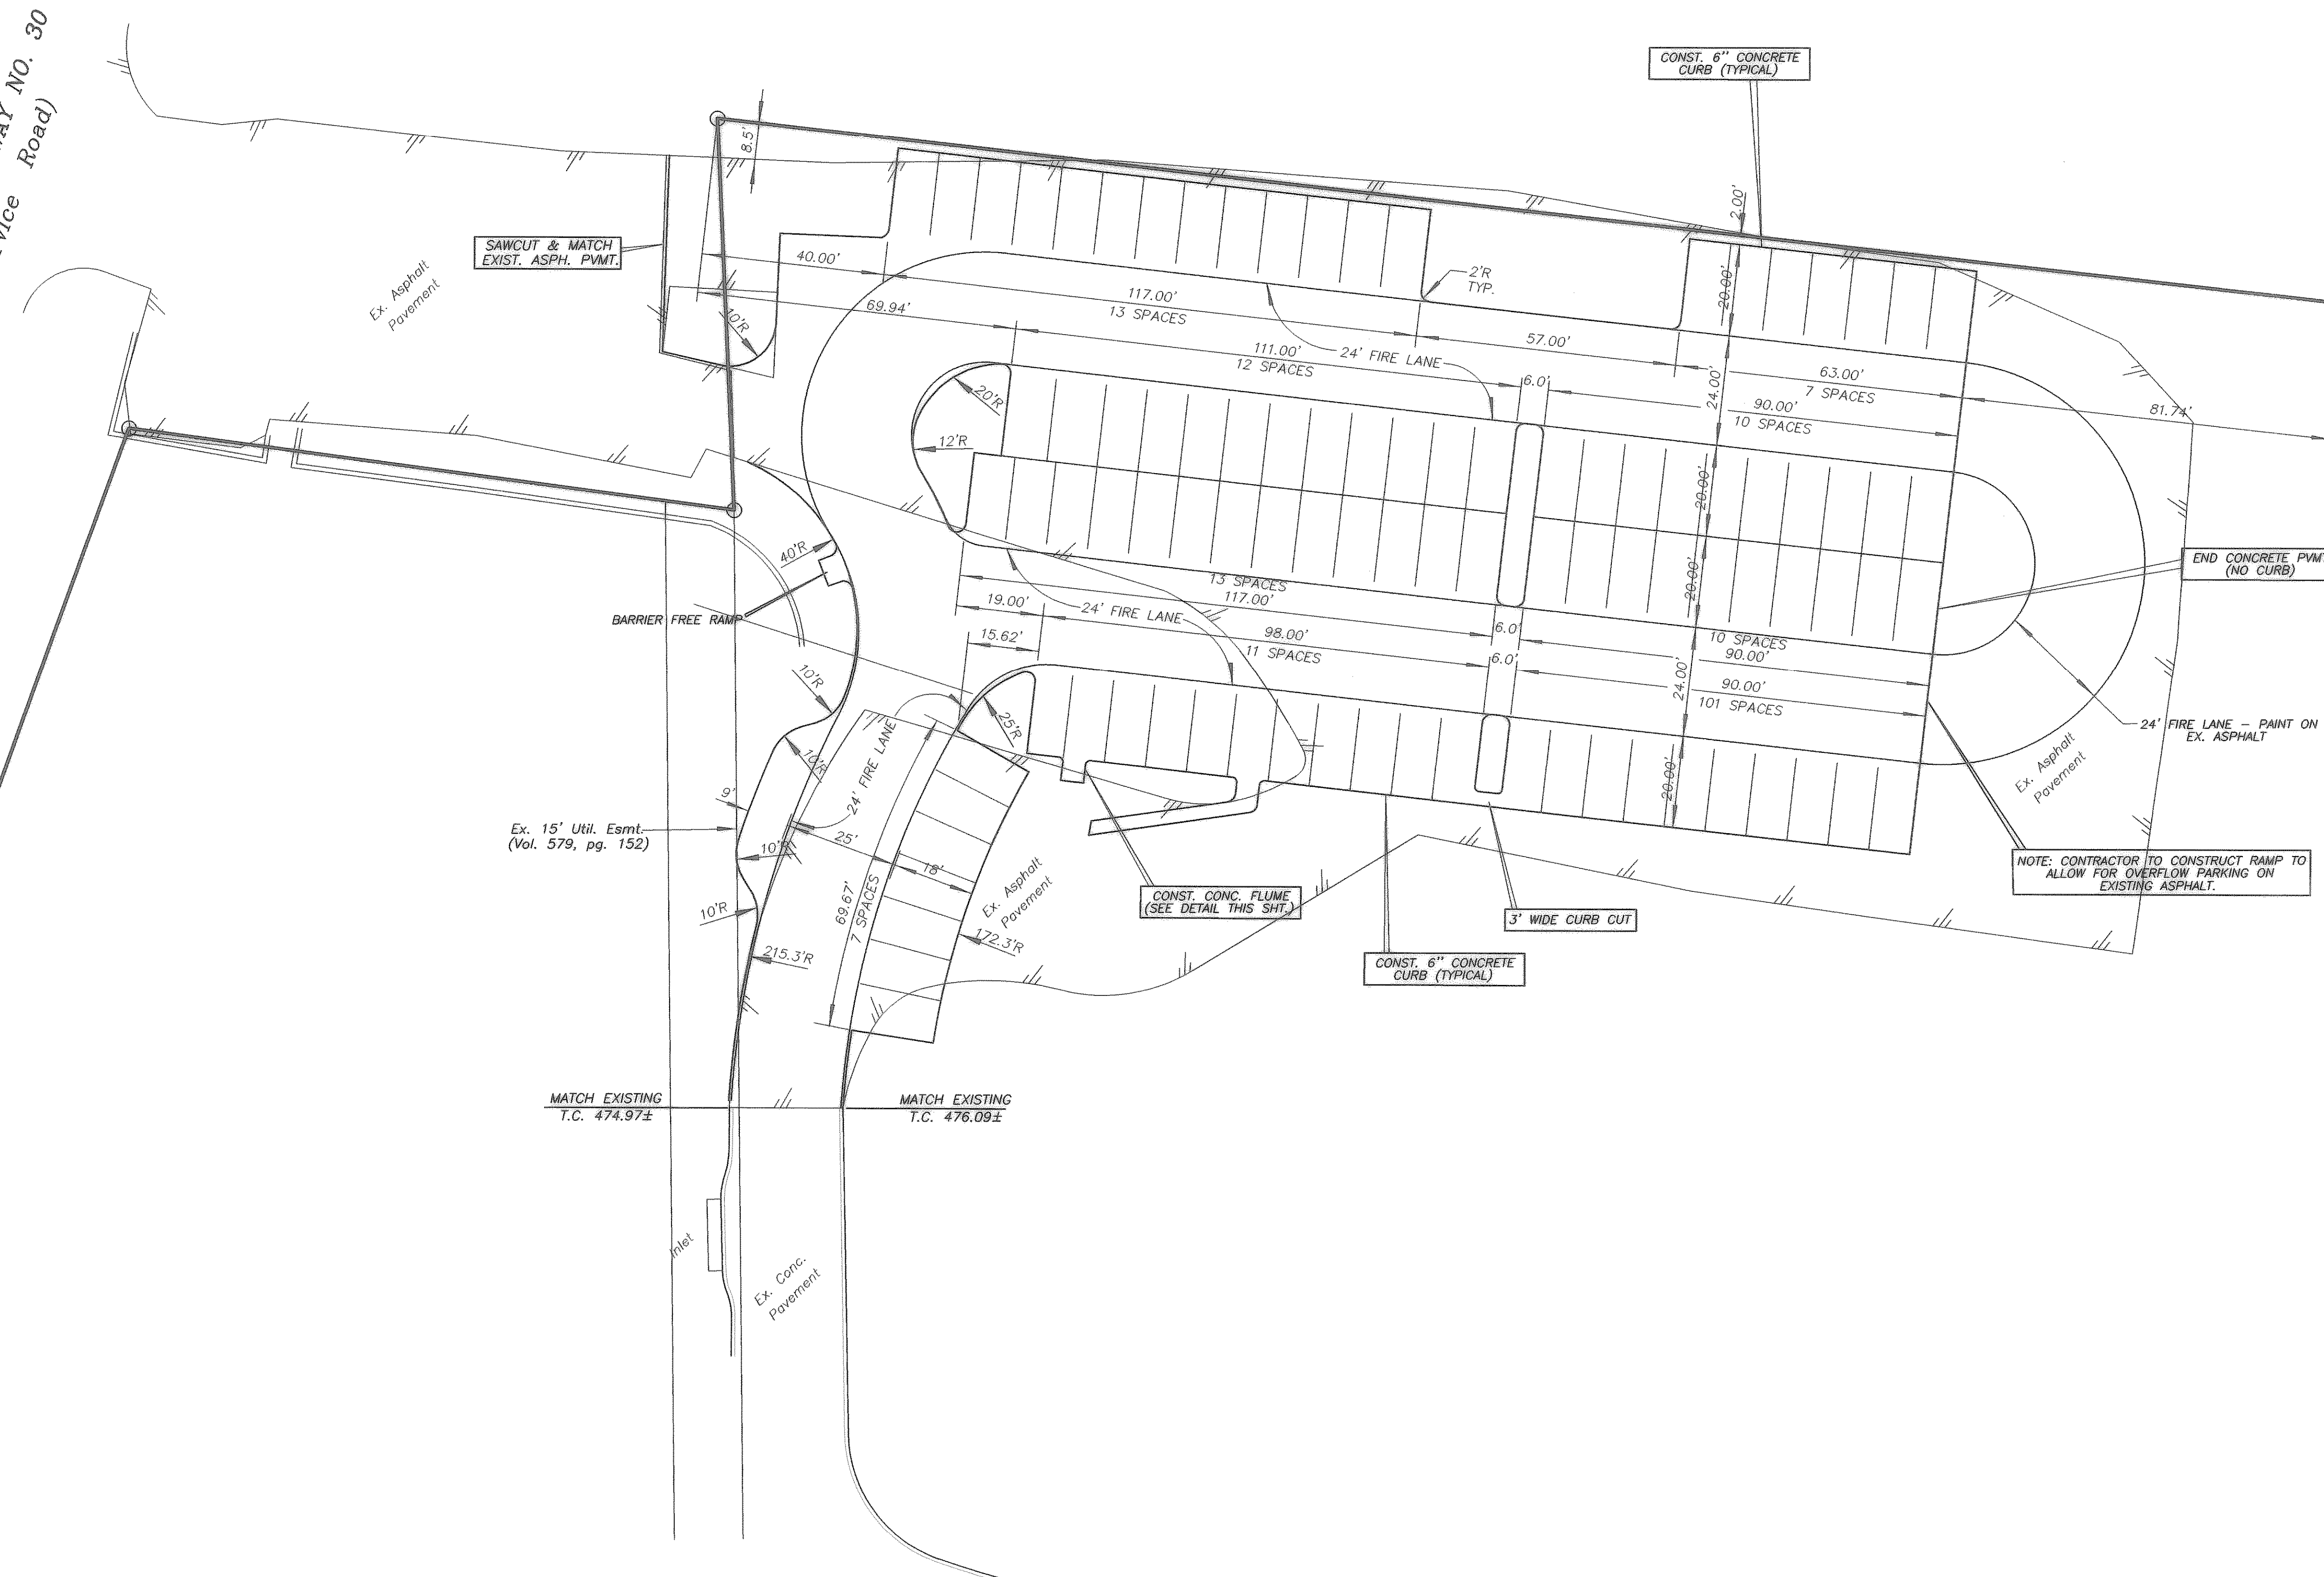 NO. 30
Road)
CONST. 6" CONCRETE
CURB (TYPICAL)
8.5'
2.00'
SAWCUT & MATCH
EXIST. ASPH. PVMT.
Ex. Asphalt
Pavement
40.00'
2'R
TYP.
20.00'
117.00'
13 SPACES
69.94'
10'R
57.00'
111.00'
12 SPACES
24' FIRE LANE
6.0'
24.00'
63.00'
7 SPACES
90.00'
10 SPACES
81.74'
20'R
12'R
20.00'
40'R
20.00'
END CONCRETE
(NO CURB)
13 SPACES
117.00'
19.00'
24' FIRE LANE
BARRIER FREE RAMP
15.62'
98.00'
11 SPACES
6.0'
6.0'
10 SPACES
90.00'
24.00'
90.00'
101 SPACES
10'R
25'R
24' FIRE LANE
24' FIRE LANE – PAINT ON
EX. ASPHALT
10'R
Ex. Asphalt
Pavement
20.00'
9'
Ex. 15' Util. Esmt.
(Vol. 579, pg. 152)
25'
10'R
18'
69.67'
7 SPACES
Ex. Asphalt
Pavement
NOTE: CONTRACTOR TO CONSTRUCT RAMP TO
ALLOW FOR OVERFLOW PARKING ON
EXISTING ASPHALT.
CONST. CONC. FLUME
(SEE DETAIL THIS SHT.)
3' WIDE CURB CUT
10'R
172.3'R
215.3'R
CONST. 6" CONCRETE
CURB (TYPICAL)
MATCH EXISTING
T.C. 474.97±
MATCH EXISTING
T.C. 476.09±
Inlet
Ex. Conc.
Pavement